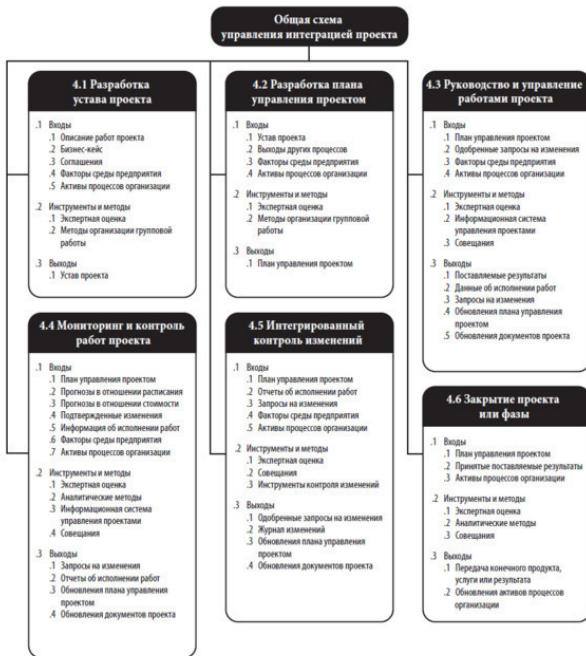 Общая схема
управления интеграцией проекта
4.1 Разработка
устава проекта
.1 Входы
.1 Описание работ проекта
.2 Бизнес-кейс
.3 Соглашения
.4 Факторы среды предприятия
.5 Активы процессов организации
.2 Инструменты и методы
.1 Экспертная оценка
.2 Методы организации групповой
работы
.3 Выходы
.1 Устав проекта
4.2 Разработка плана
управления проектом
.1 Входы
.1 Устав проекта
.2 Выходы других процессов
.3 Факторы среды предприятия
.4 Активы процессов организации
.2 Инструменты и методы
.1 Экспертная оценка
.2 Методы организации групповой
работы
.3 Выходы
.1 План управления проектом
4.3 Руководство и управление
работами проекта
.1 Входы
.1 План управления проектом
.2 Одобренные запросы на изменения
.3 Факторы среды предприятия
.4 Активы процессов организации
.2 Инструменты и методы
.1 Экспертная оценка
.2 Информационная система
управления проектами
.3 Совещания
.3 Выходы
.1 Поставляемые результаты
.2 Данные об исполнении работ
.3 Запросы на изменения
.4 Обновления плана управления
проектом
.5 Обновления документов проекта
4.4 Мониторинг и контроль
работ проекта
.1 Входы
.1 План управления проектом
.2 Прогнозы в отношении расписания
.3 Прогнозы в отношении стоимости
.4 Подтвержденные изменения
.5 Информация об исполнении работ
.6 Факторы среды предприятия
.7 Активы процессов организации
.2 Инструменты и методы
.1 Экспертная оценка
.2 Аналитические методы
.3 Информационная система
управления проектами
.4 Совещания
.3 Выходы
.1 Запросы на изменения
.2 Отчеты об исполнении работ
.3 Обновления плана управления
проектом
.4 Обновления документов проекта
4.5 Интегрированный
контроль изменений
.1 Входы
.1 План управления проектом
.2 Отчеты об исполнении работ
.3 Запросы на изменения
.4 Факторы среды предприятия
.5 Активы процессов организации
.2 Инструменты и методы
.1 Экспертная оценка
.2 Совещания
.3 Инструменты контроля изменений
.3 Выходы
.1 Одобренные запросы на изменения
.2 Журнал изменений
.3 Обновления плана управления
проектом
.4 Обновления документов проекта
4.6 Закрытие проекта
или фазы
.1 Входы
.1 План управления проектом
.2 Принятые поставляемые результаты
.3 Активы процессов организации
.2 Инструменты и методы
.1 Экспертная оценка
.2 Аналитические методы
.3 Совещания
.3 Выходы
.1 Передача конечного продукта,
услуги или результата
.2 Обновления активов процессов
организации